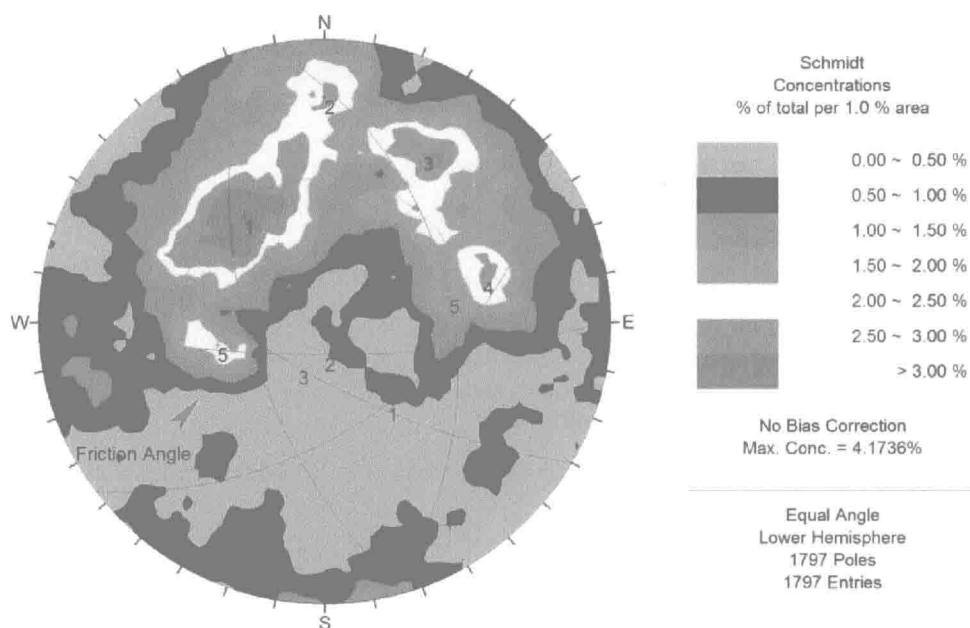 N
Schmidt
Concentrations
% of total per 1.0 % area
0.00 ~ 0.50 %
0.50 ~ 1.00 %
1.00 ~ 1.50 %
1.50 ~ 2.00 %
2.00 ~ 2.50 %
2.50 ~ 3.00 %
> 3.00 %
No Bias Correction
Max. Conc. = 4.1736%
Equal Angle
Lower Hemisphere
1797 Poles
1797 Entries
2
3
1
4
5
W
E
5
2
3
1
Friction Angle
S